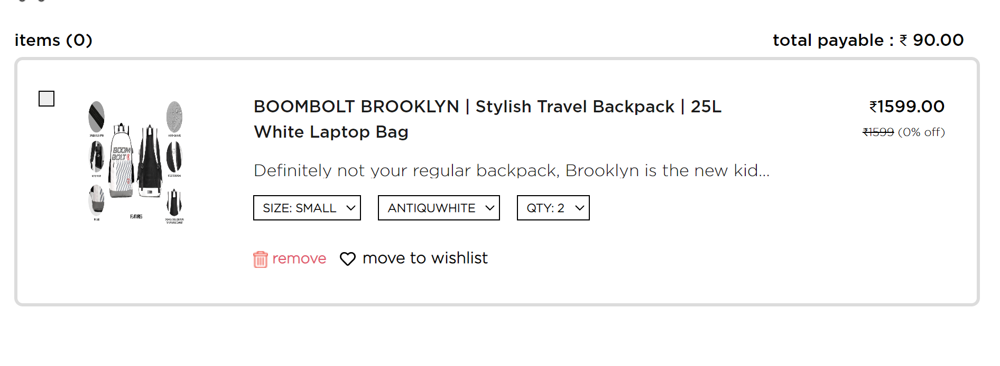 items (0)
total payable : ₹ 90.00
BOOMBOLT BROOKLYN | Stylish Travel Backpack | 25L
White Laptop Bag
₹1599.00
₹1599 (0% off)
Definitely not your regular backpack, Brooklyn is the new kid...
SIZE: SMALL
ANTIQUWHITE
QTY: 2
remove
move to wishlist
BOOM
BOLT
FEATURES